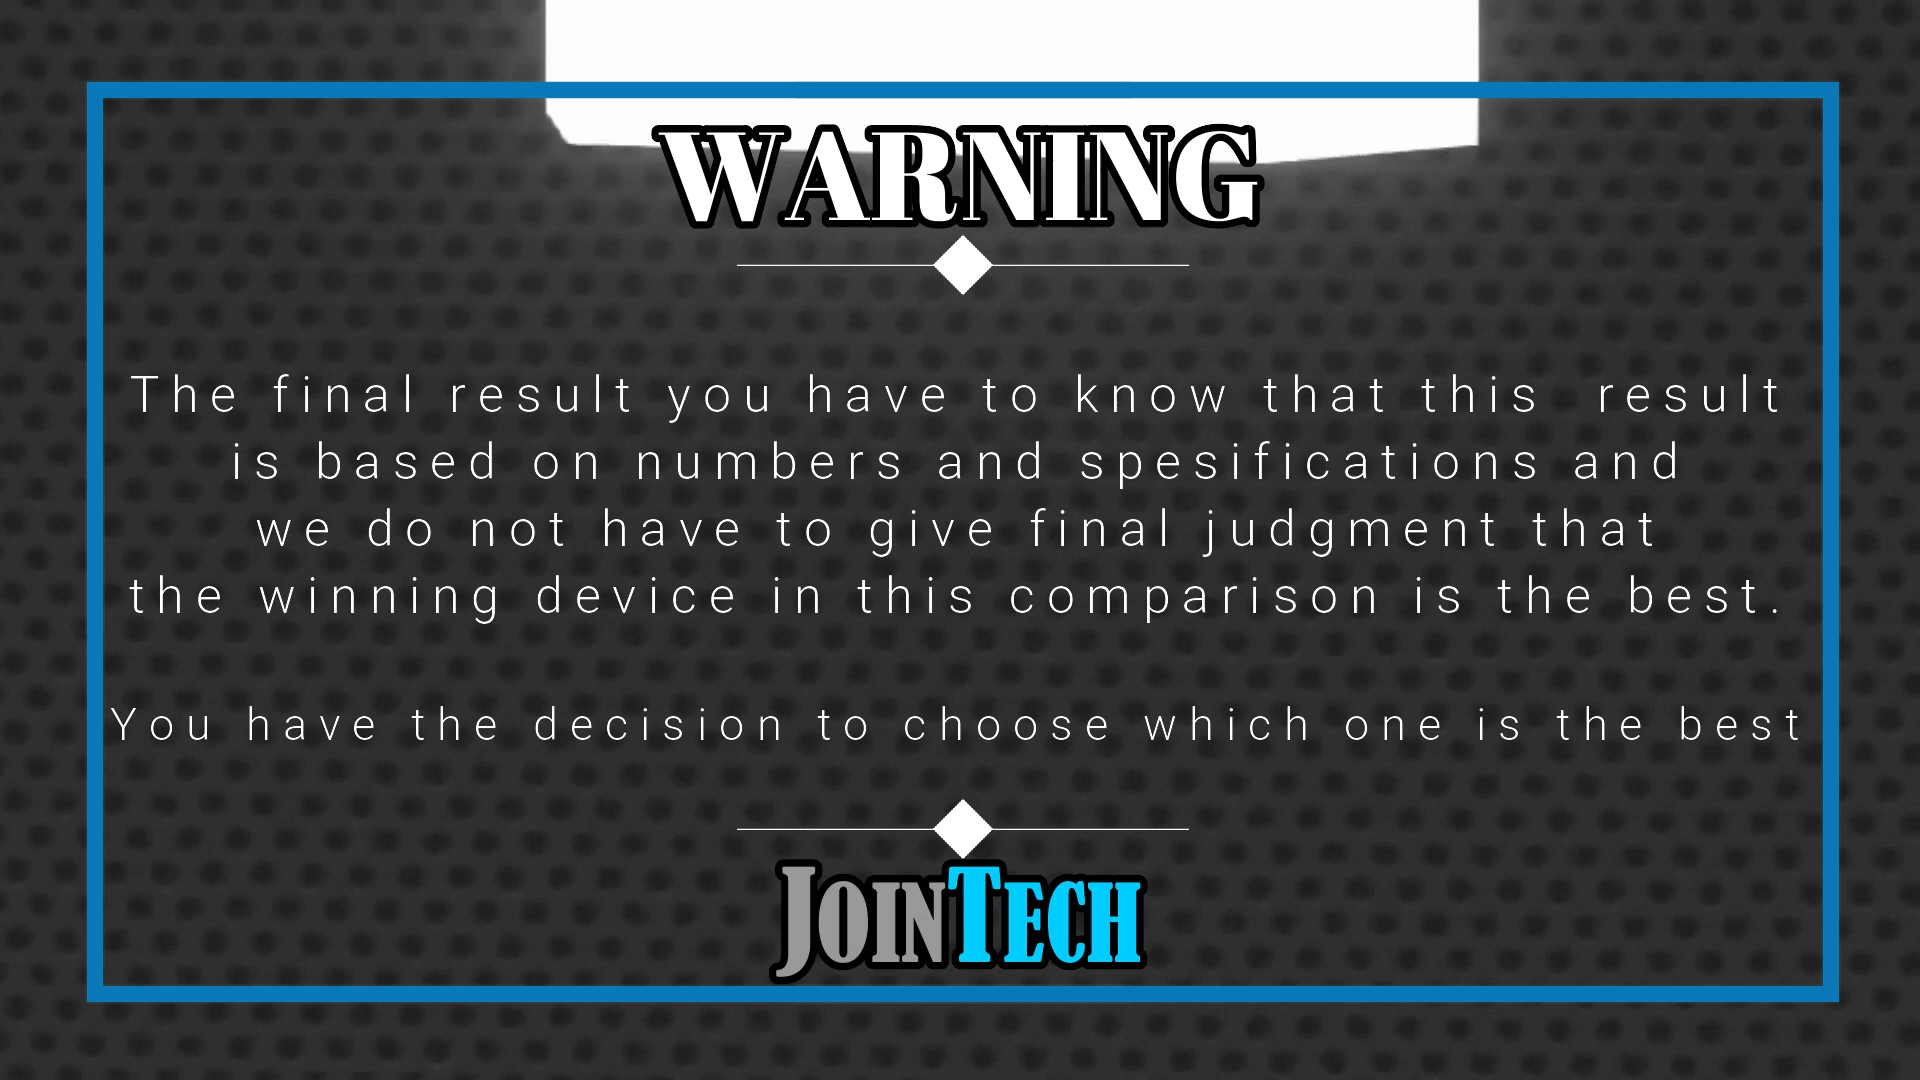 WARNING
The final result you have to know that this result
is based on numbers and spesifications and
we do not have to give final judgment that
the winning device in this comparison is the best.
You have the decision to choose which one is the best
JOINTECH